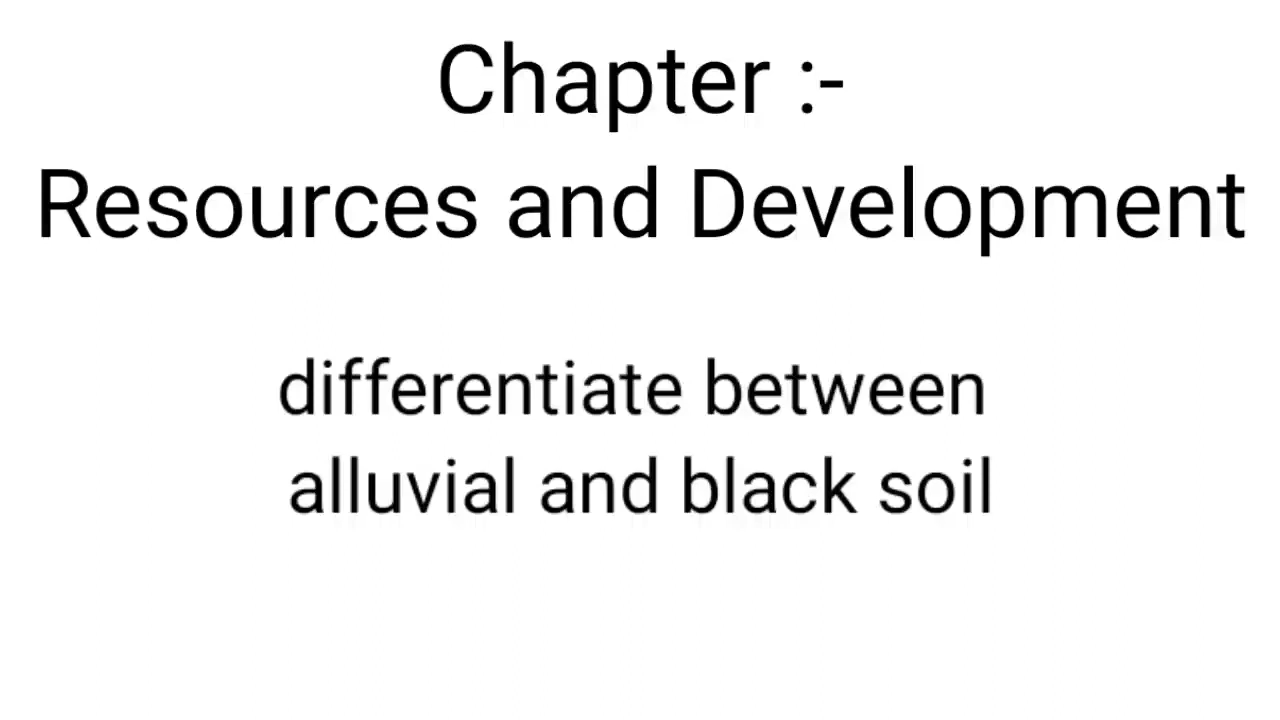 Chapter :-
Resources and Development
differentiate between
alluvial and black soil